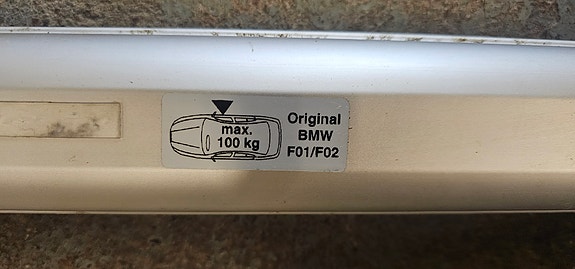 max.
100 kg
Original
BMW
F01/F02